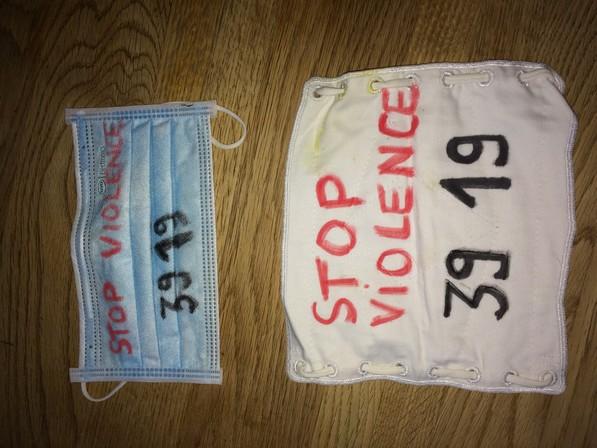 STOP VIOLENCE
39 19
STOP
VIOLENCE
39 19